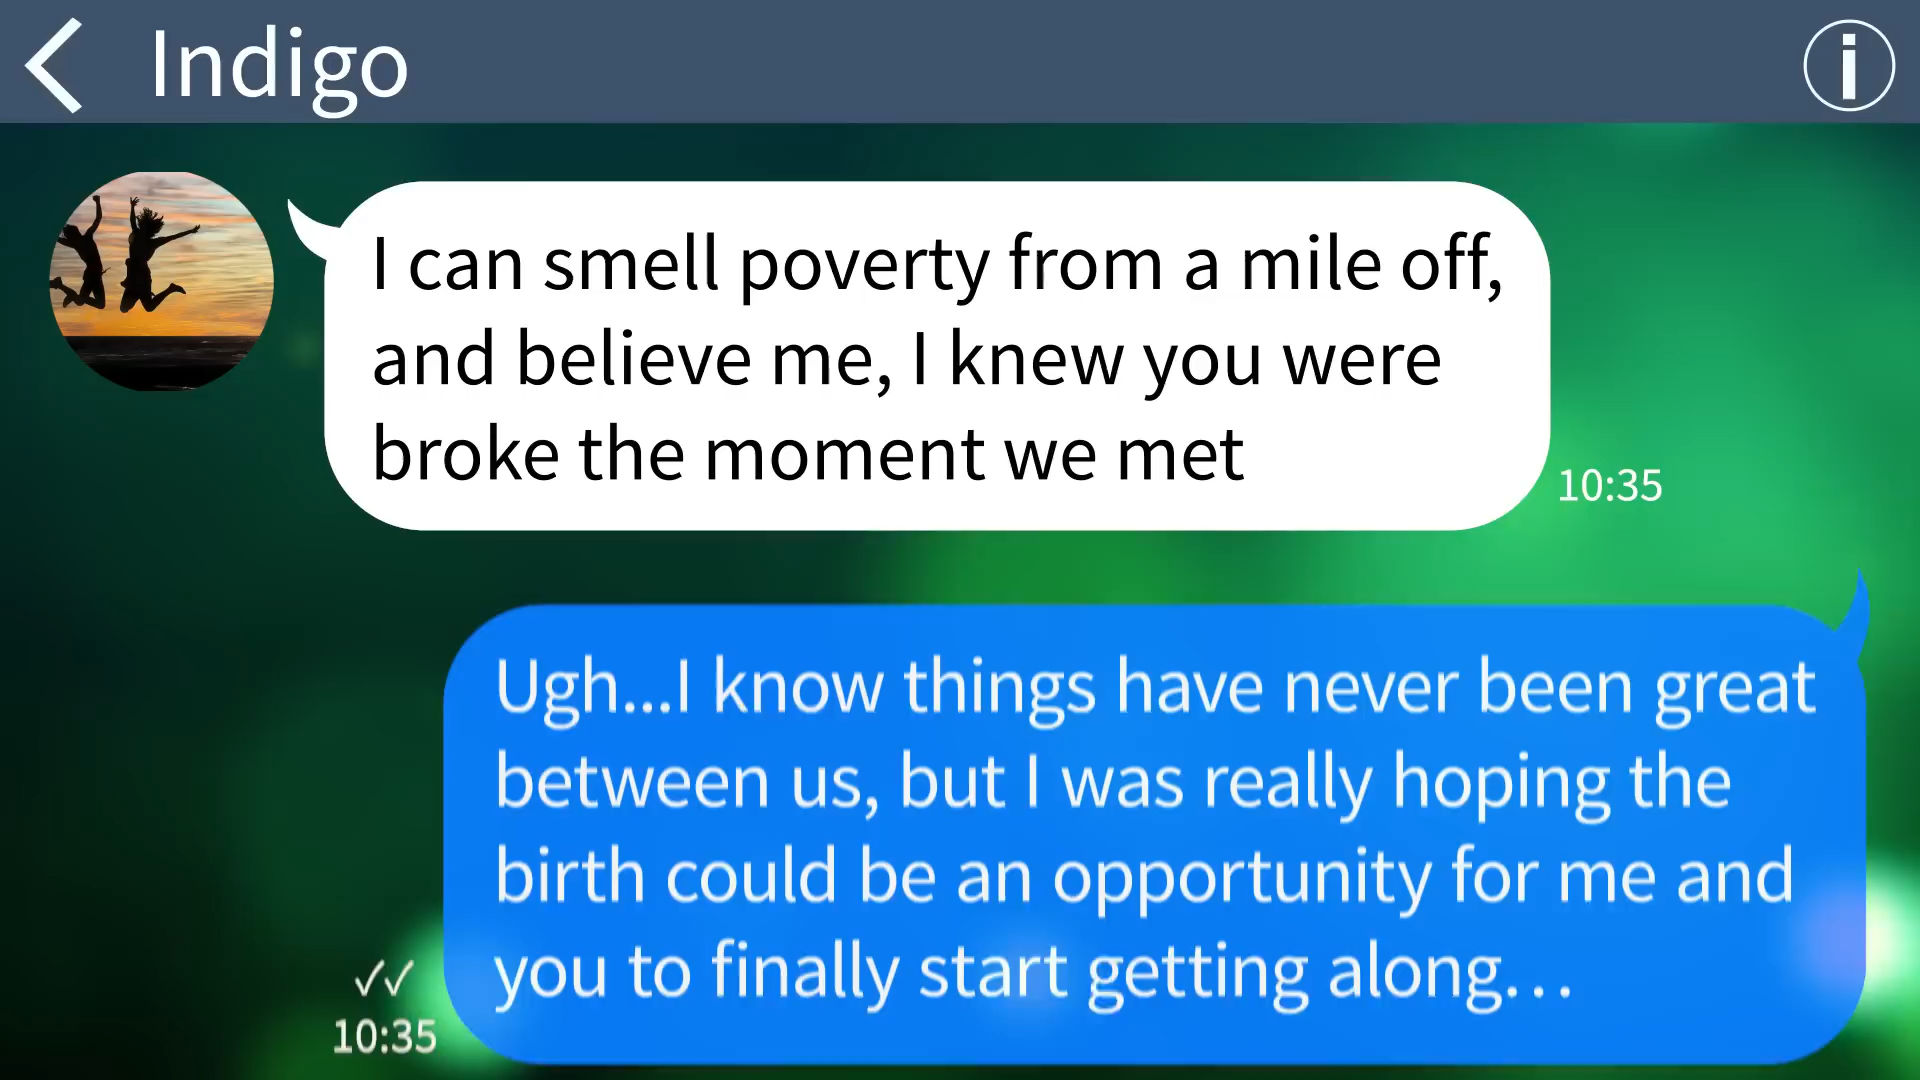 Indigo
I can smell poverty from a mile off,
and believe me, I knew you were
broke the moment we met
10:35
Ugh...I know things have never been great
between us, but I was really hoping the
birth could be an opportunity for me and
you to finally start getting along...
10:35